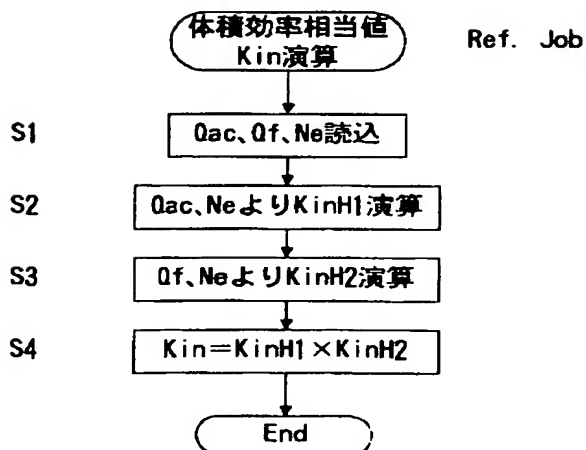 体積効率相当値
Kin演算
Ref. Job
S1
Qac、Qf、Ne読込
S2
Qac、NeよりKinH1演算
S3
Qf、NeよりKinH2演算
S4
Kin＝KinH1×KinH2
End